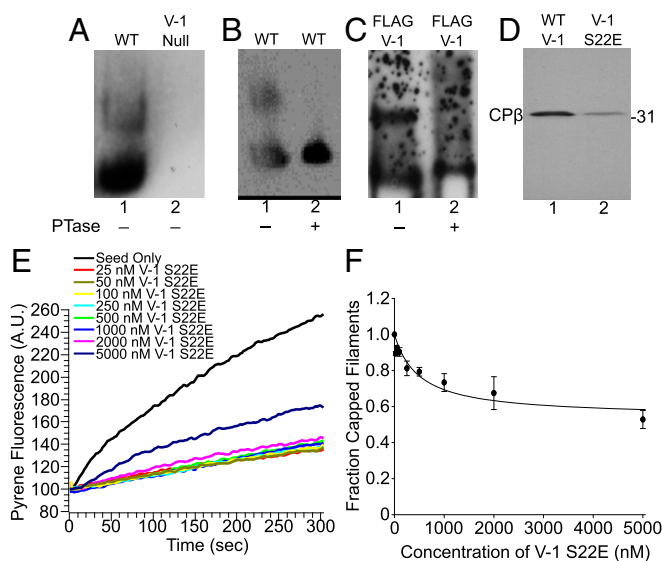 A
WT
V-1
Null
1
2
PTase
–
–
B
WT
WT
1
2
–
+
C
FLAG
V-1
FLAG
V-1
1
2
–
+
D
WT
V-1
V-1
S22E
CPβ
-31
1
2
E
Seed Only
25 nM V-1 S22E
50 nM V-1 S22E
100 nM V-1 S22E
250 nM V-1 S22E
500 nM V-1 S22E
1000 nM V-1 S22E
2000 nM V-1 S22E
5000 nM V-1 S22E
Pyrene Fluorescence (A.U.)
260
240
220
200
180
160
140
120
100
80
0
50
100
150
200
250
300
Time (sec)
F
Fraction Capped Filaments
1.2
1.0
0.8
0.6
0.4
0.2
0
0
1000
2000
3000
4000
5000
Concentration of V-1 S22E (nM)